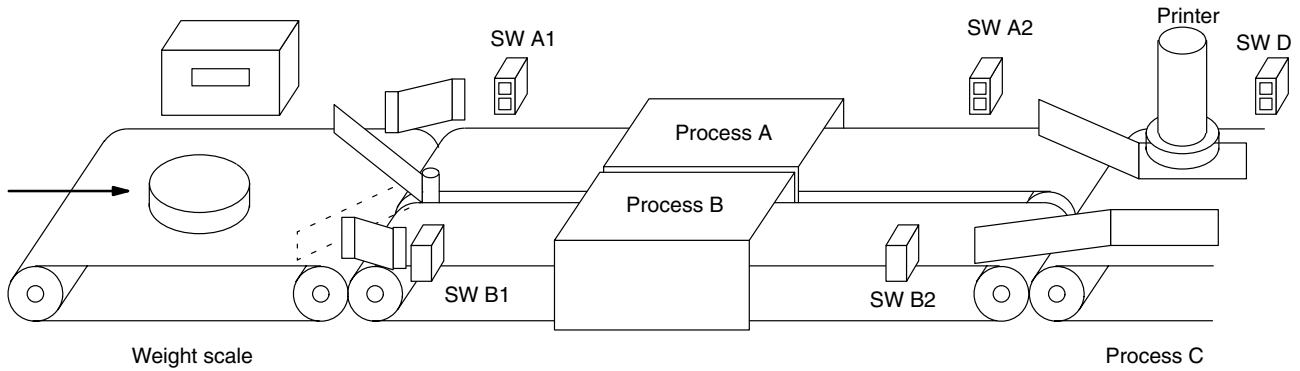 Printer
SW A1
SW A2
SW D
Process A
Process B
SW B1
SW B2
Weight scale
Process C